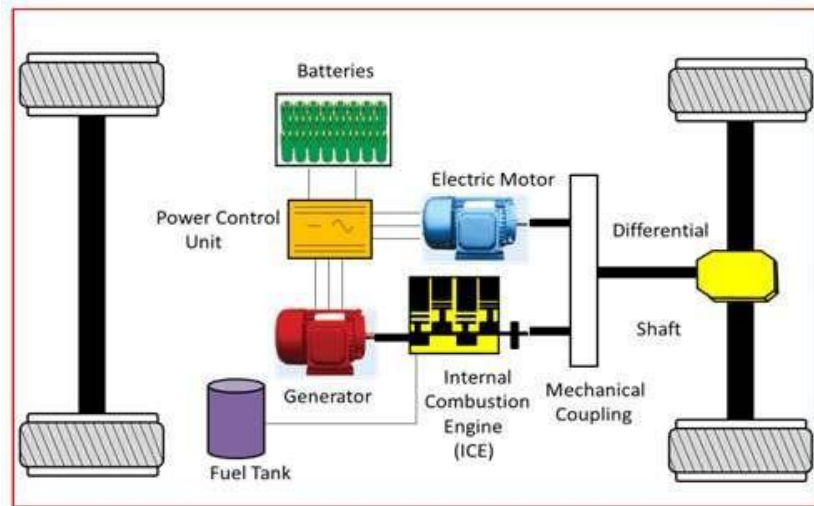 Batteries
Electric Motor
Power Control
Unit
Differential
Shaft
Generator
Internal
Combustion
Engine
(ICE)
Mechanical
Coupling
Fuel Tank